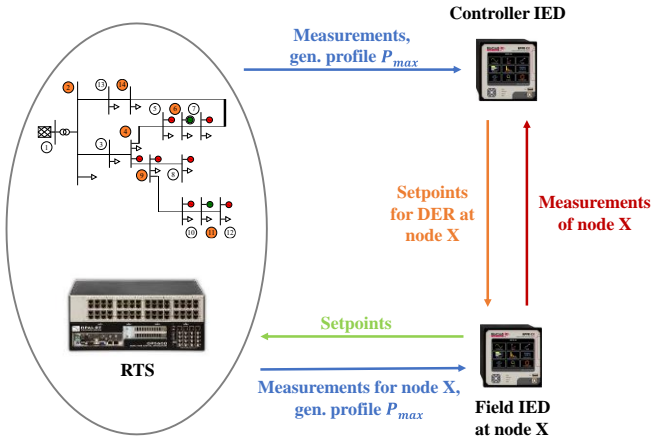 Controller IED
Measurements,
gen. profile P_max
13
14
2
5
6
7
4
1
3
9
8
10
11
12
Setpoints
for DER at
node X
Measurements
of node X
Setpoints
RTS
Measurements for node X,
gen. profile P_max
Field IED
at node X